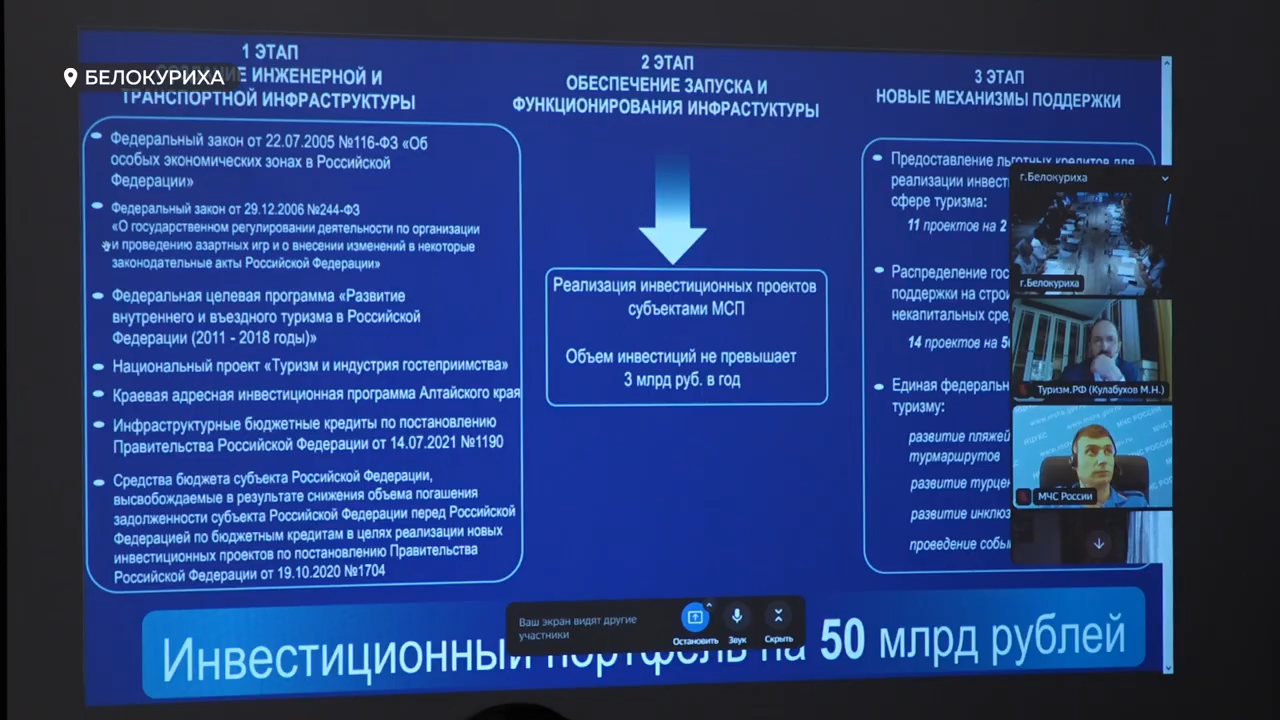 БЕЛОКУРИХА
1 ЭТАП
ИНЖЕНЕРНОЙ И
ТРАНСПОРТНОЙ ИНФРАСТРУКТУРЫ
Федеральный закон от 22.07.2005 №116-ФЗ «Об
особых экономических зонах в Российской
Федерации»
Федеральный закон от 29.12.2006 №244-ФЗ
«О государственном регулировании деятельности по организации
и проведению азартных игр и о внесении изменений в некоторые
законодательные акты Российской Федерации»
Федеральная целевая программа «Развитие
внутреннего и въездного туризма в Российской
Федерации (2011 - 2018 годы)»
Национальный проект «Туризм и индустрия гостеприимства»
Краевая адресная инвестиционная программа Алтайского края
Инфраструктурные бюджетные кредиты по постановлению
Правительства Российской Федерации от 14.07.2021 №1190
Средства бюджета субъекта Российской Федерации,
высвобождаемые в результате снижения объема погашения
задолженности субъекта Российской Федерации перед Российской
Федерацией по бюджетным кредитам в целях реализации новых
инвестиционных проектов по постановлению Правительства
Российской Федерации от 19.10.2020 №1704
2 ЭТАП
ОБЕСПЕЧЕНИЕ ЗАПУСКА И
ФУНКЦИОНИРОВАНИЯ ИНФРАСТУКТУРЫ
Реализация инвестиционных проектов
субъектами МСП
Объем инвестиций не превышает
3 млрд руб. в год
3 ЭТАП
НОВЫЕ МЕХАНИЗМЫ ПОДДЕРЖКИ
Предоставление льготных кредитов для
реализации инвест
сфере туризма:
11 проектов на 2
Распределение гос
поддержки на строи
некапитальных сре
14 проектов на 50
Единая федеральн
туризму:
развитие пляжей
турмаршрутов
развитие турцен
развитие инклюз
проведение собы
г.Белокуриха
г.Белокуриха
Туризм.РФ (Кулабухов М.Н.)
МЧС России
Ваш экран видят другие
участники
Остановить
Звук
Скрыть
Инвестиционный портфель на 50 млрд рублей